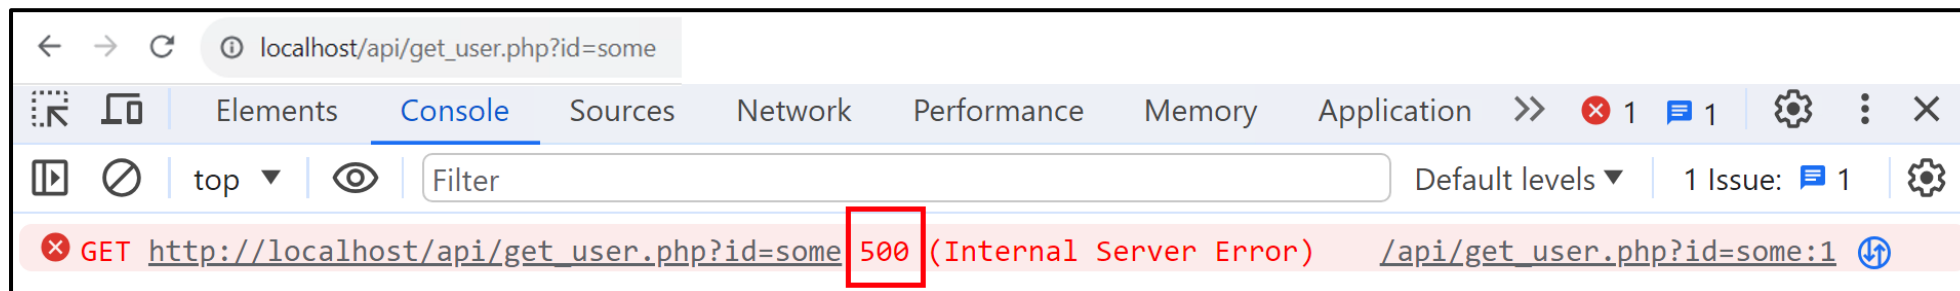 localhost/api/get_user.php?id=some
Elements Console Sources Network Performance Memory Application 1 1
top Filter Default levels 1 Issue: 1
GET http://localhost/api/get_user.php?id=some 500 (Internal Server Error) /api/get_user.php?id=some:1